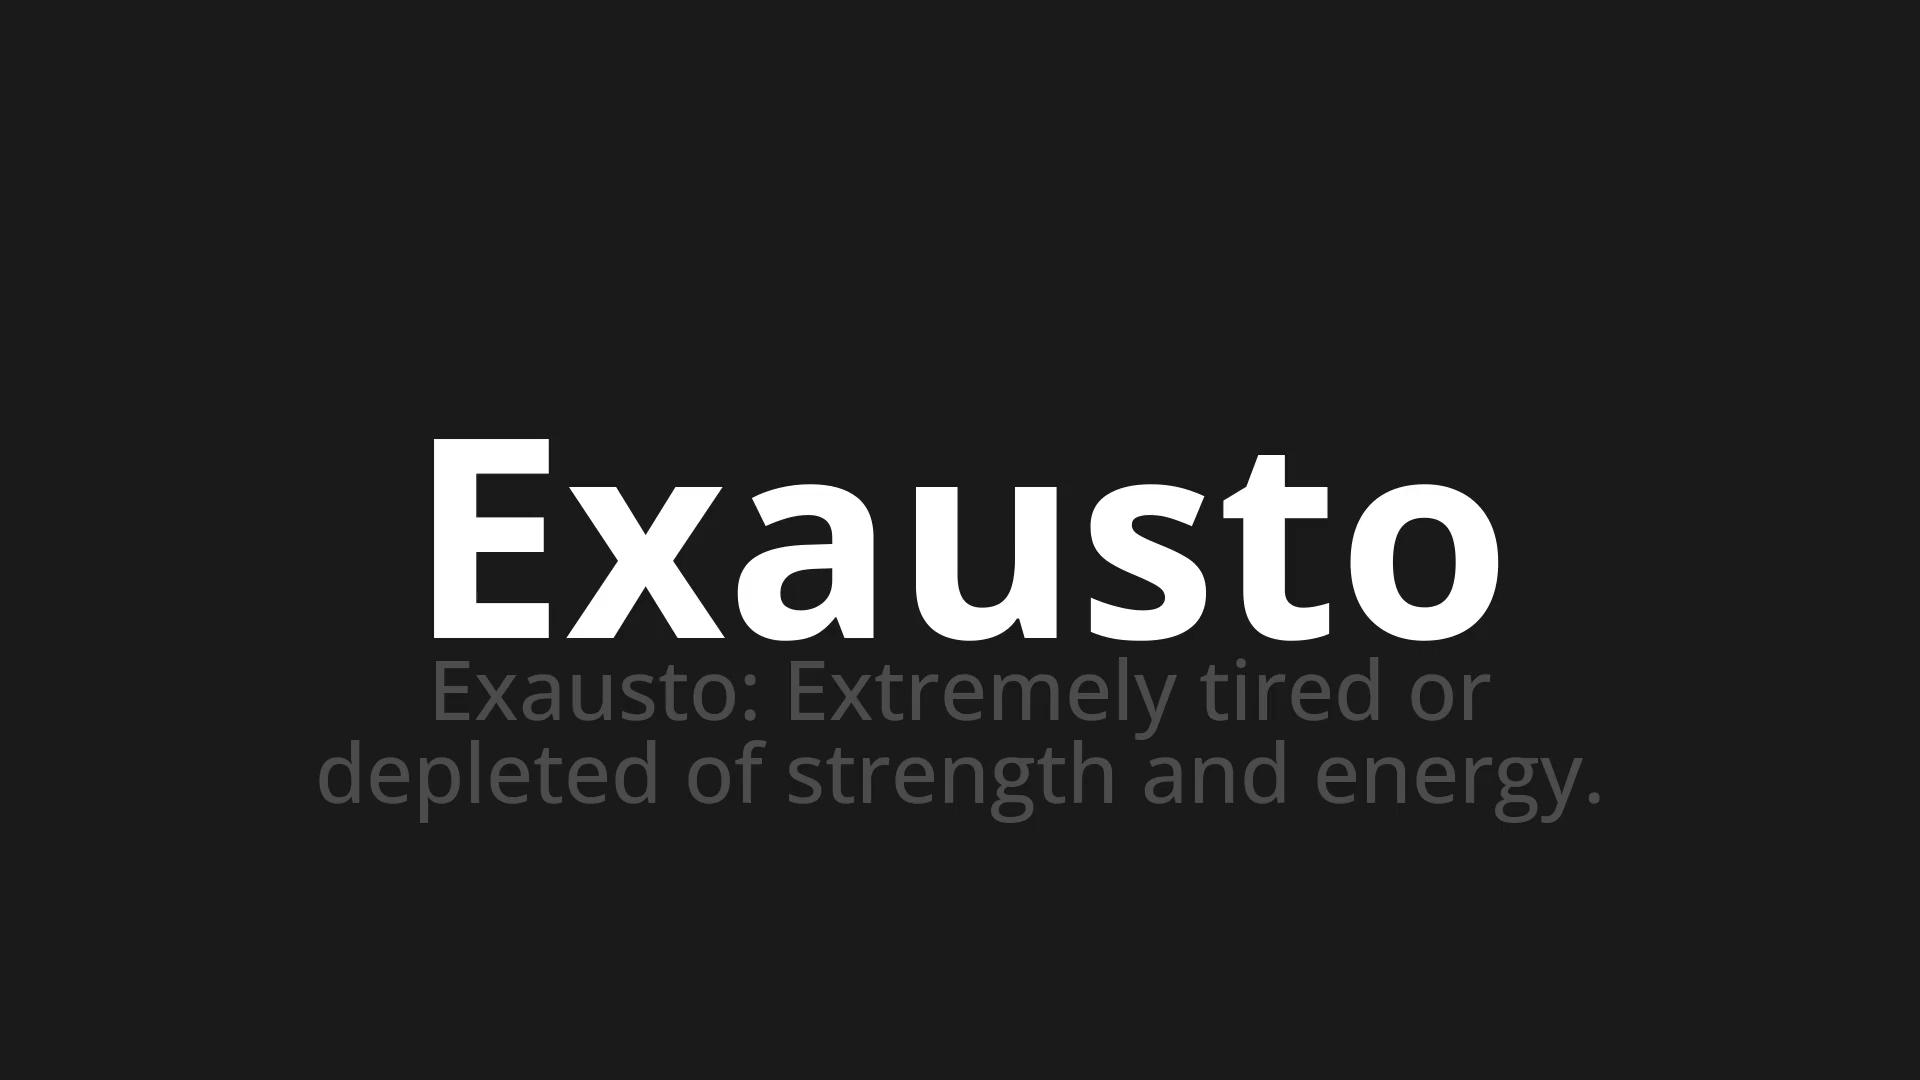 Exausto
Exausto: Extremely tired or
depleted of strength and energy.